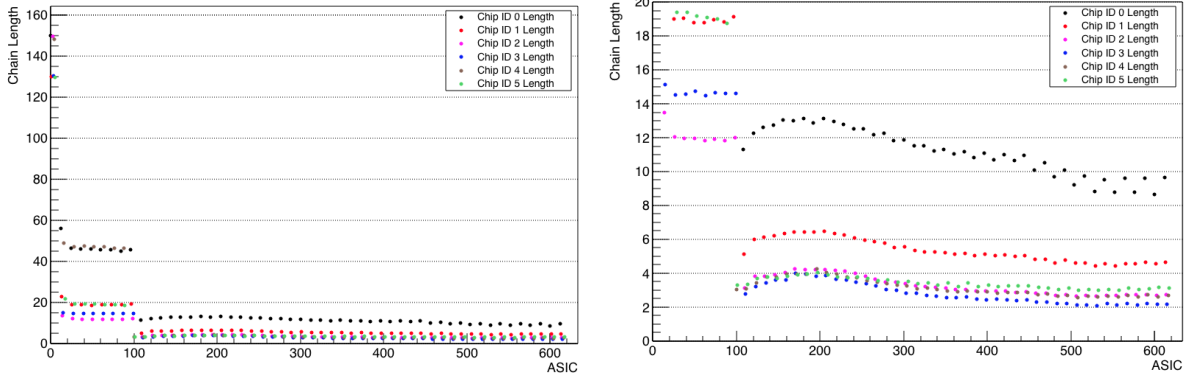 Chain Length
160
140
120
100
80
60
40
20
0
0
100
200
300
400
500
600
ASIC
Chip ID 0 Length
Chip ID 1 Length
Chip ID 2 Length
Chip ID 3 Length
Chip ID 4 Length
Chip ID 5 Length
Chain Length
20
18
16
14
12
10
8
6
4
2
0
0
100
200
300
400
500
600
ASIC
Chip ID 0 Length
Chip ID 1 Length
Chip ID 2 Length
Chip ID 3 Length
Chip ID 4 Length
Chip ID 5 Length